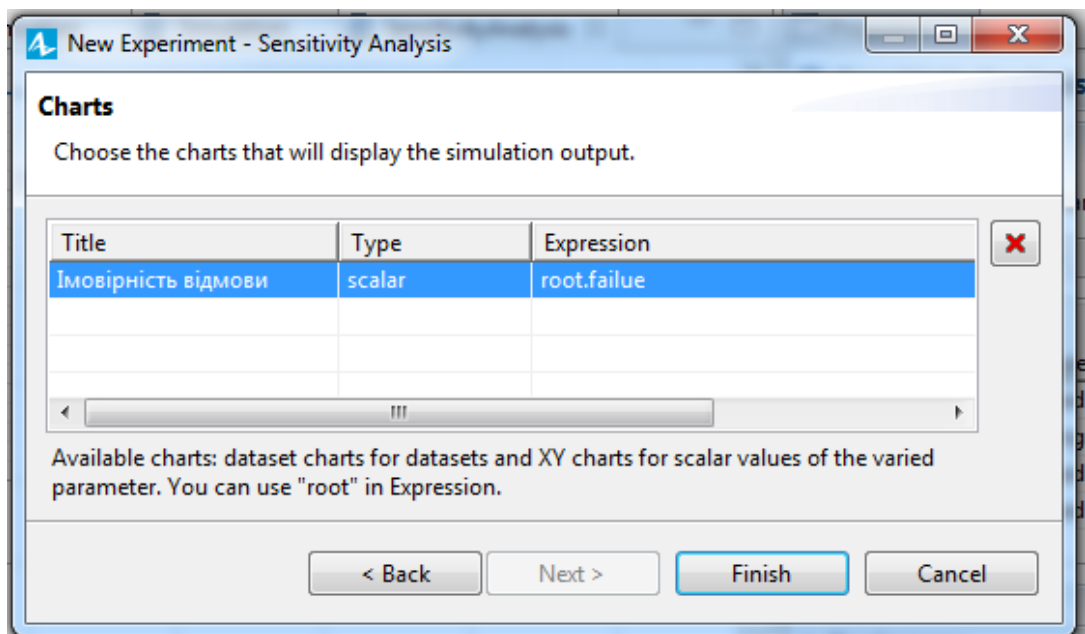 New Experiment - Sensitivity Analysis
Charts
Choose the charts that will display the simulation output.
Title Type Expression
Імовірність відмови scalar root.failue
Available charts: dataset charts for datasets and XY charts for scalar values of the varied
parameter. You can use "root" in Expression.
< Back Next > Finish Cancel